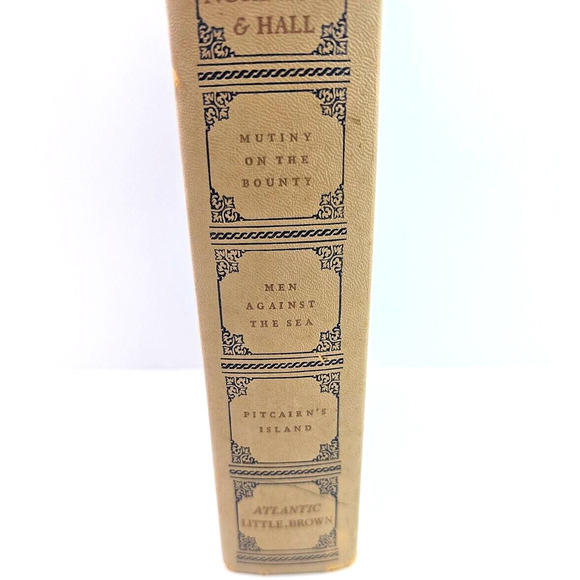 & HALL
MUTINY
ON THE
BOUNTY
MEN
AGAINST
THE SEA
PITCAIRN'S
ISLAND
ATLANTIC
LITTLE, BROWN